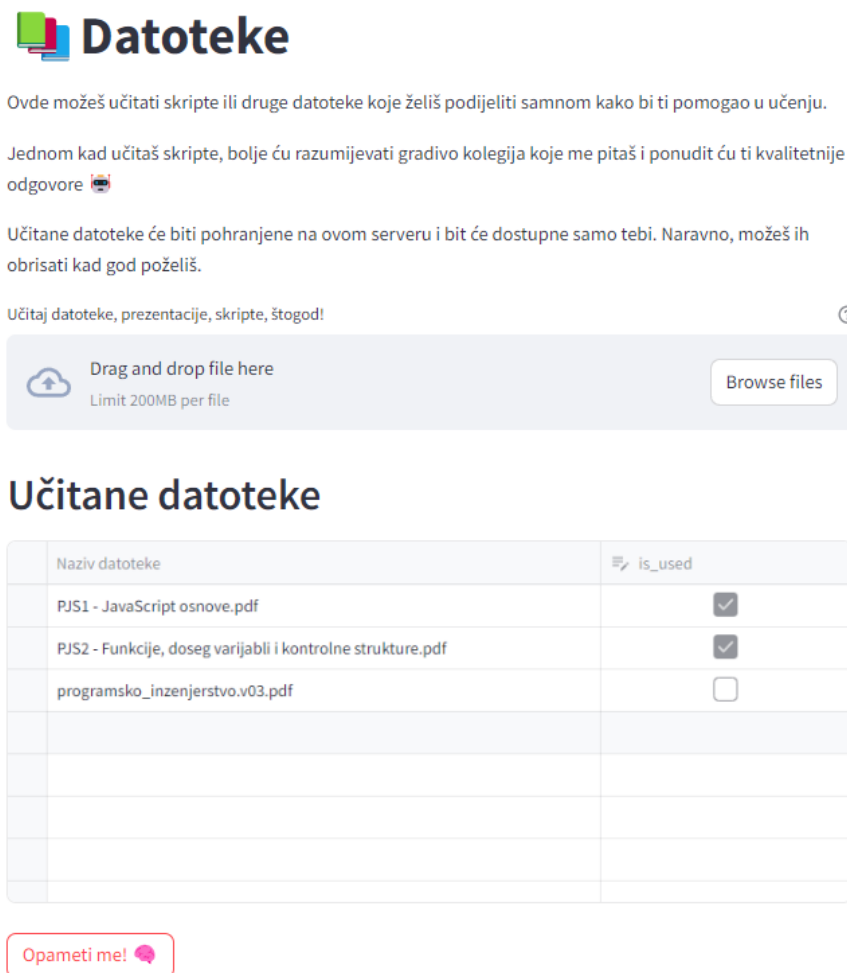 Datoteke
Ovde možeš učitati skripte ili druge datoteke koje želiš podijeliti samnom kako bi ti pomogao u učenju.
Jednom kad učitaš skripte, bolje ću razumijevati gradivo kolegija koje me pitaš i ponudit ću ti kvalitetnije
odgovore
Učitane datoteke će biti pohranjene na ovom serveru i bit će dostupne samo tebi. Naravno, možeš ih
obrisati kad god poželiš.
Učitaj datoteke, prezentacije, skripte, štogod!
Drag and drop file here
Limit 200MB per file
Browse files
Učitane datoteke
Naziv datoteke is_used
PJS1 - JavaScript osnove.pdf
PJS2 - Funkcije, doseg varijabli i kontrolne strukture.pdf
programsko_inzenjerstvo.v03.pdf
Opameti me!